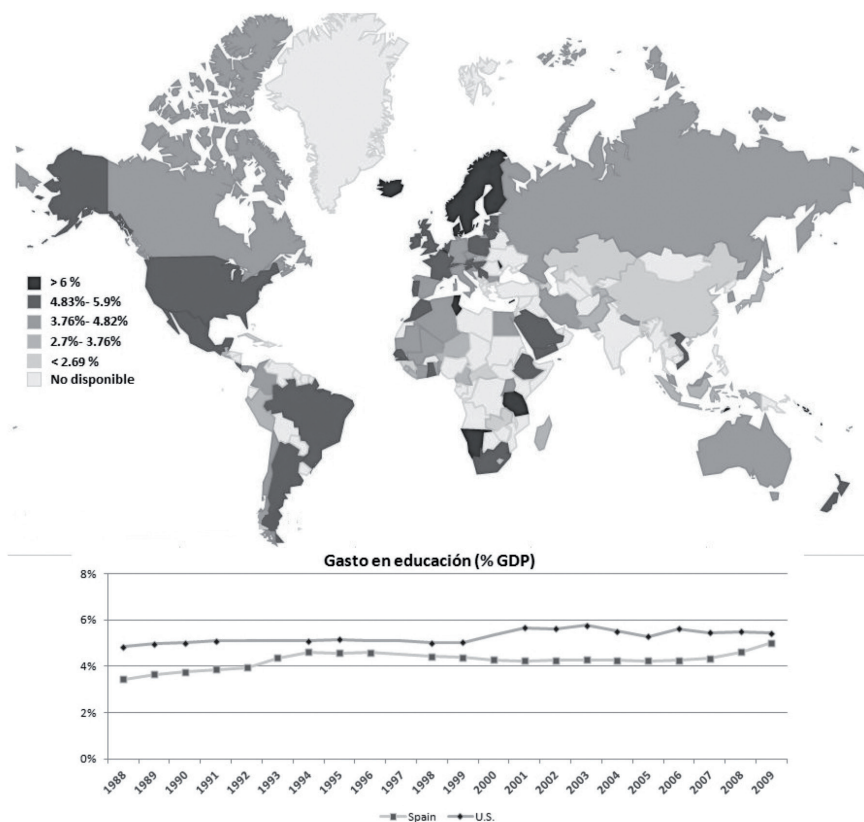 > 6 %
4.83%- 5.9%
3.76%- 4.82%
2.7%- 3.76%
< 2.69 %
No disponible
Gasto en educación (% GDP)
8%
6%
4%
2%
0%
1988 1989 1990 1991 1992 1993 1994 1995 1996 1997 1998 1999 2000 2001 2002 2003 2004 2005 2006 2007 2008 2009
Spain U.S.